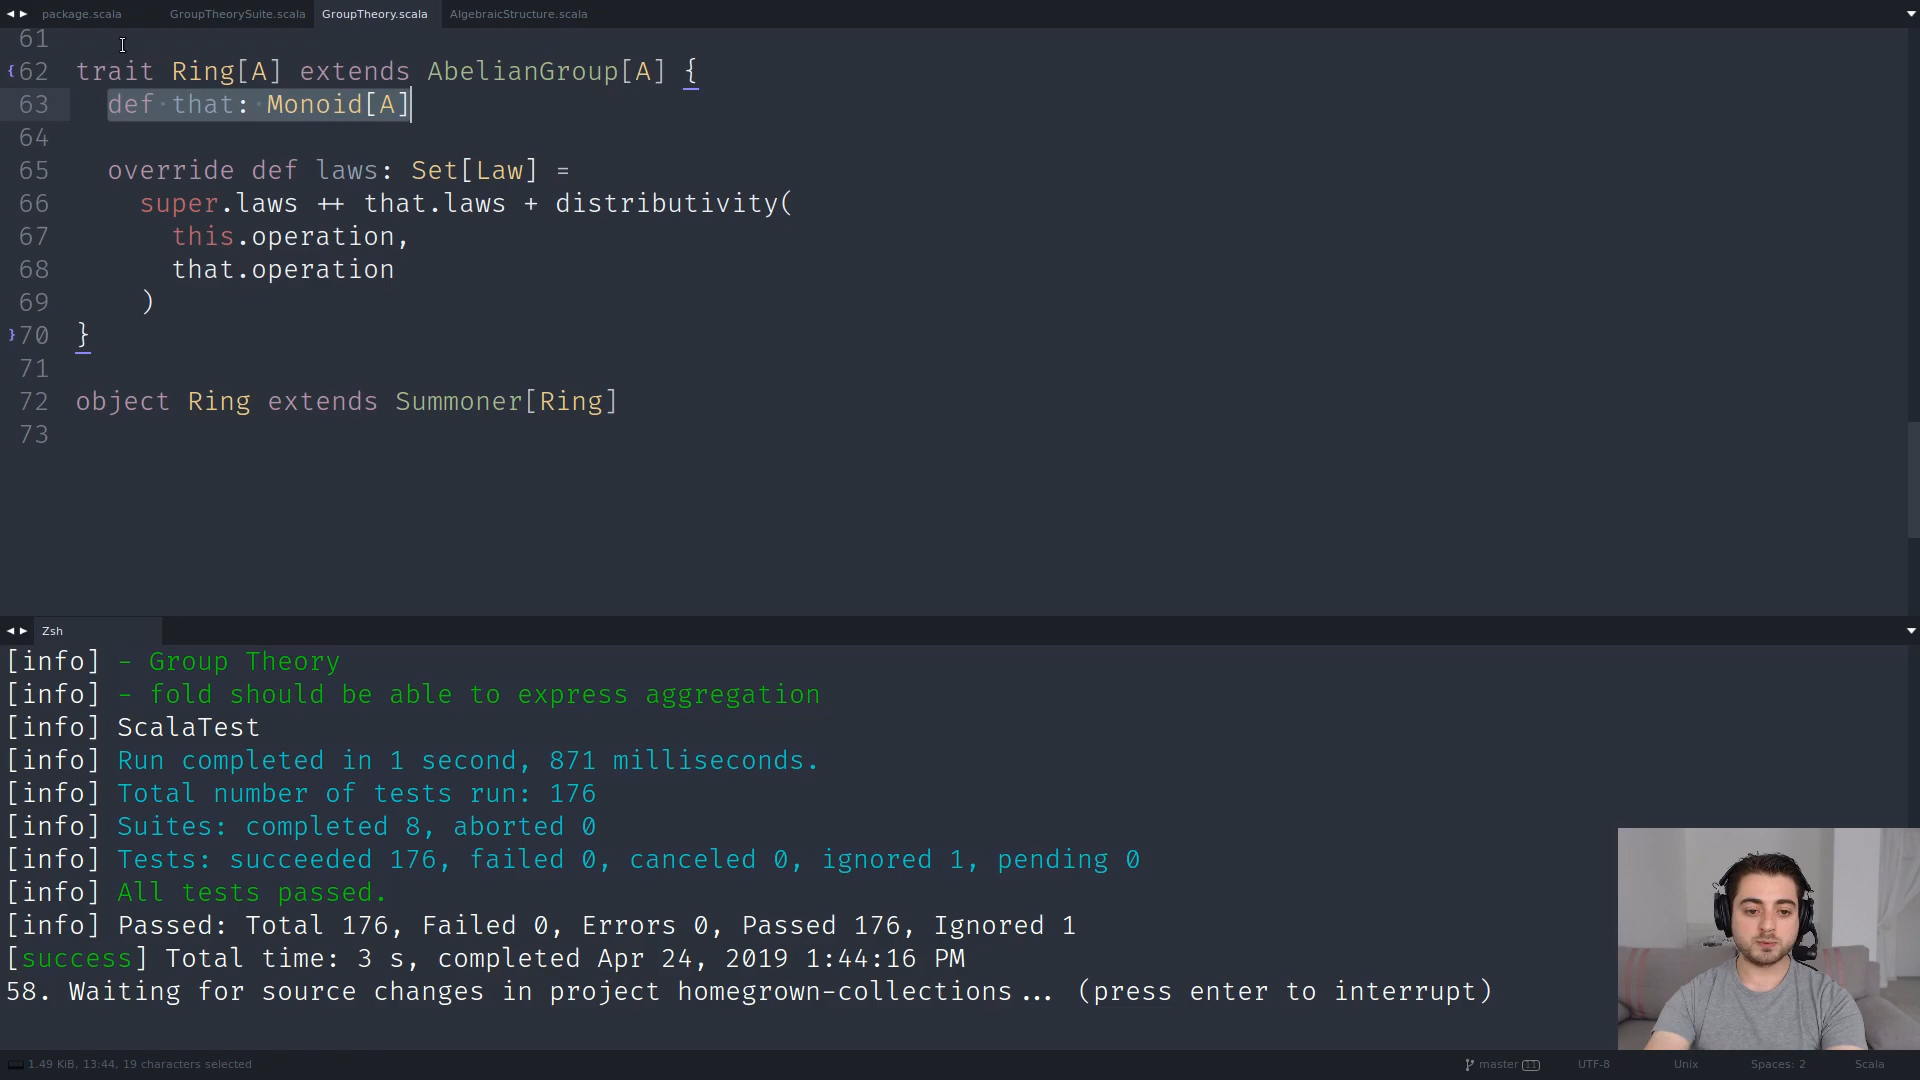 package.scala GroupTheorySuite.scala GroupTheory.scala AlgebraicStructure.scala
61
62 trait Ring[A] extends AbelianGroup[A] {
63 def that: Monoid[A]
64
65 override def laws: Set[Law] =
66 super.laws ++ that.laws + distributivity(
67 this.operation,
68 that.operation
69 )
70 }
71
72 object Ring extends Summoner[Ring]
73
Zsh
[info] - Group Theory
[info] - fold should be able to express aggregation
[info] ScalaTest
[info] Run completed in 1 second, 871 milliseconds.
[info] Total number of tests run: 176
[info] Suites: completed 8, aborted 0
[info] Tests: succeeded 176, failed 0, canceled 0, ignored 1, pending 0
[info] All tests passed.
[info] Passed: Total 176, Failed 0, Errors 0, Passed 176, Ignored 1
[success] Total time: 3 s, completed Apr 24, 2019 1:44:16 PM
58. Waiting for source changes in project homegrown-collections... (press enter to interrupt)
1.49 KiB, 13:44, 19 characters selected master 11 UTF-8 Unix Spaces: 2 Scala